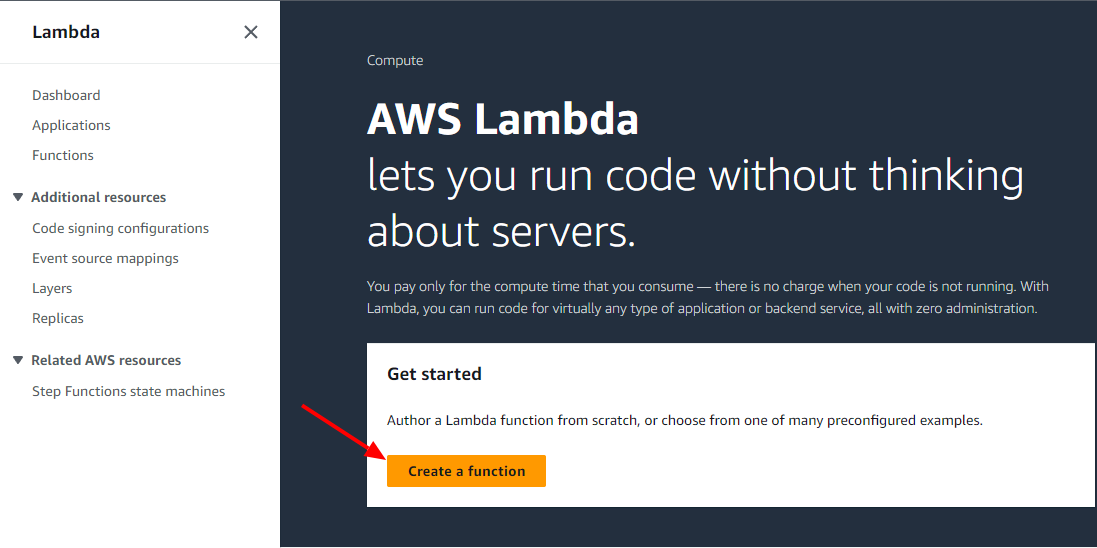 Lambda
Dashboard
Applications
Functions
Additional resources
Code signing configurations
Event source mappings
Layers
Replicas
Related AWS resources
Step Functions state machines
Compute
AWS Lambda
lets you run code without thinking
about servers.
You pay only for the compute time that you consume — there is no charge when your code is not running. With
Lambda, you can run code for virtually any type of application or backend service, all with zero administration.
Get started
Author a Lambda function from scratch, or choose from one of many preconfigured examples.
Create a function